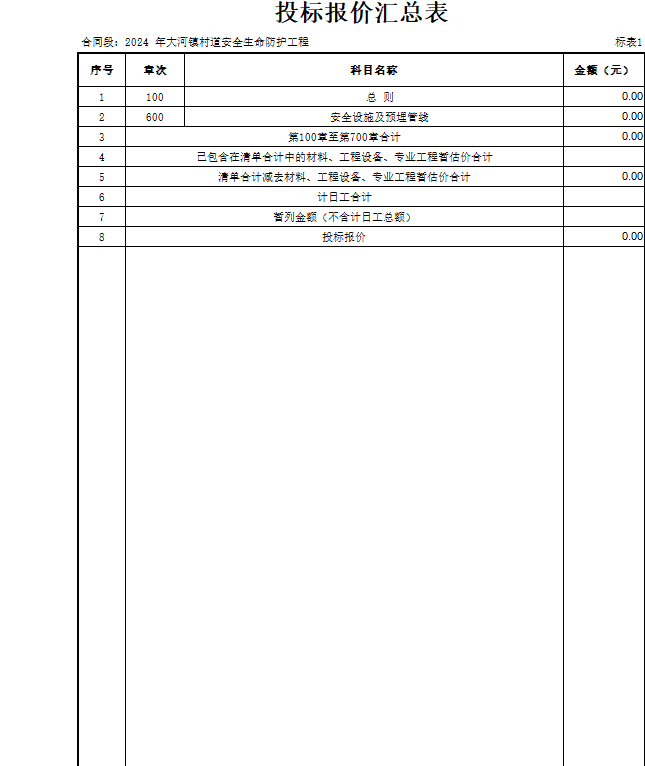 投标报价汇总表
合同段：2024 年大河镇村道安全生命防护工程 标表1
序号 章次 科目名称 金额（元）
1 100 总 则 0.00
2 600 安全设施及预埋管线 0.00
3 第100章至第700章合计 0.00
4 已包含在清单合计中的材料、工程设备、专业工程暂估价合计
5 清单合计减去材料、工程设备、专业工程暂估价合计 0.00
6 计日工合计
7 暂列金额（不含计日工总额）
8 投标报价 0.00